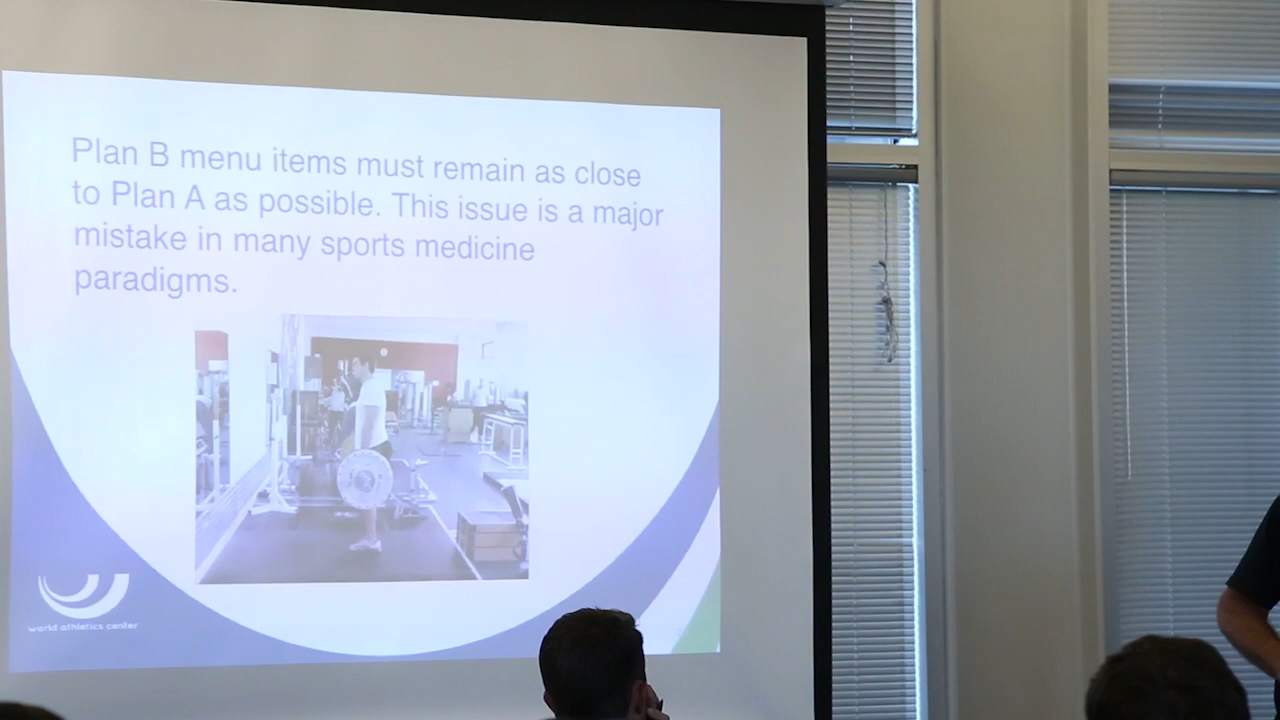 Plan B menu items must remain as close
to Plan A as possible. This issue is a major
mistake in many sports medicine
paradigms.
world athletics center